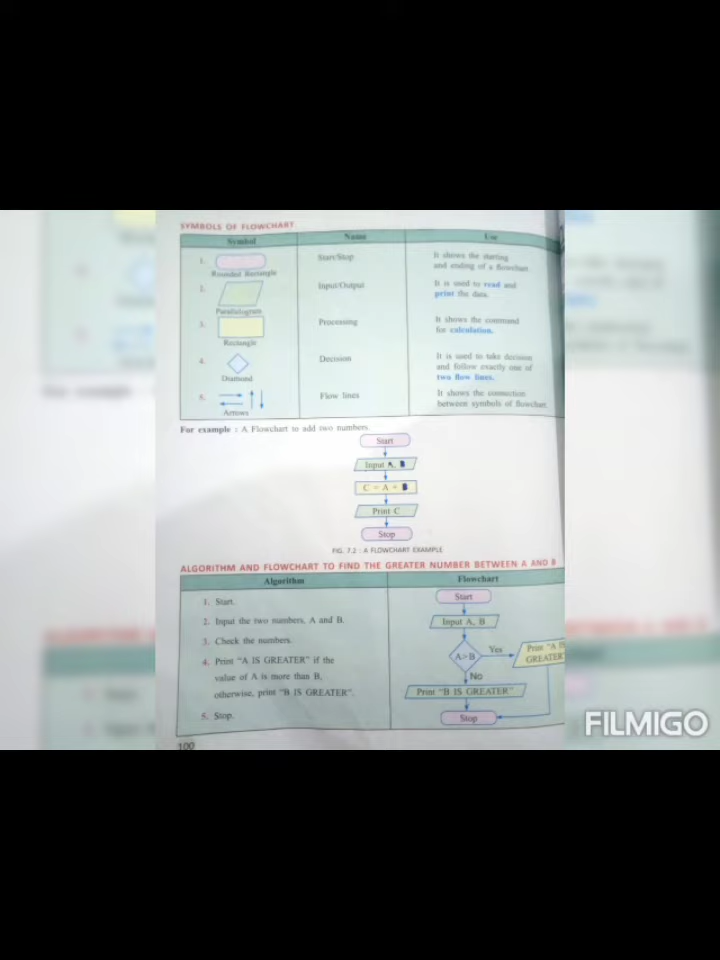 SYMBOLS OF FLOWCHART
Symbol Name Use
1. Start/Stop It shows the starting
Rounded Rectangle and ending of a flowchart.
2. Input/Output It is used to read and
print the data.
Parallelogram
3. Processing It shows the command
for calculation.
Rectangle
4. Decision It is used to take decision
and follow exactly one of
Diamond two flow lines.
5. Flow lines It shows the connection
between symbols of flowchart.
Arrows
For example : A Flowchart to add two numbers.
Start
Input A, B
C = A + B
Print C
Stop
FIG. 7.2 : A FLOWCHART EXAMPLE
ALGORITHM AND FLOWCHART TO FIND THE GREATER NUMBER BETWEEN A AND B
Algorithm Flowchart
1. Start.
2. Input the two numbers, A and B.
3. Check the numbers.
4. Print "A IS GREATER" if the
value of A is more than B,
otherwise, print "B IS GREATER".
5. Stop.
Start
Input A, B
A>B Yes Print "A IS
GREATER"
No
Print "B IS GREATER"
Stop
100
FILMIGO